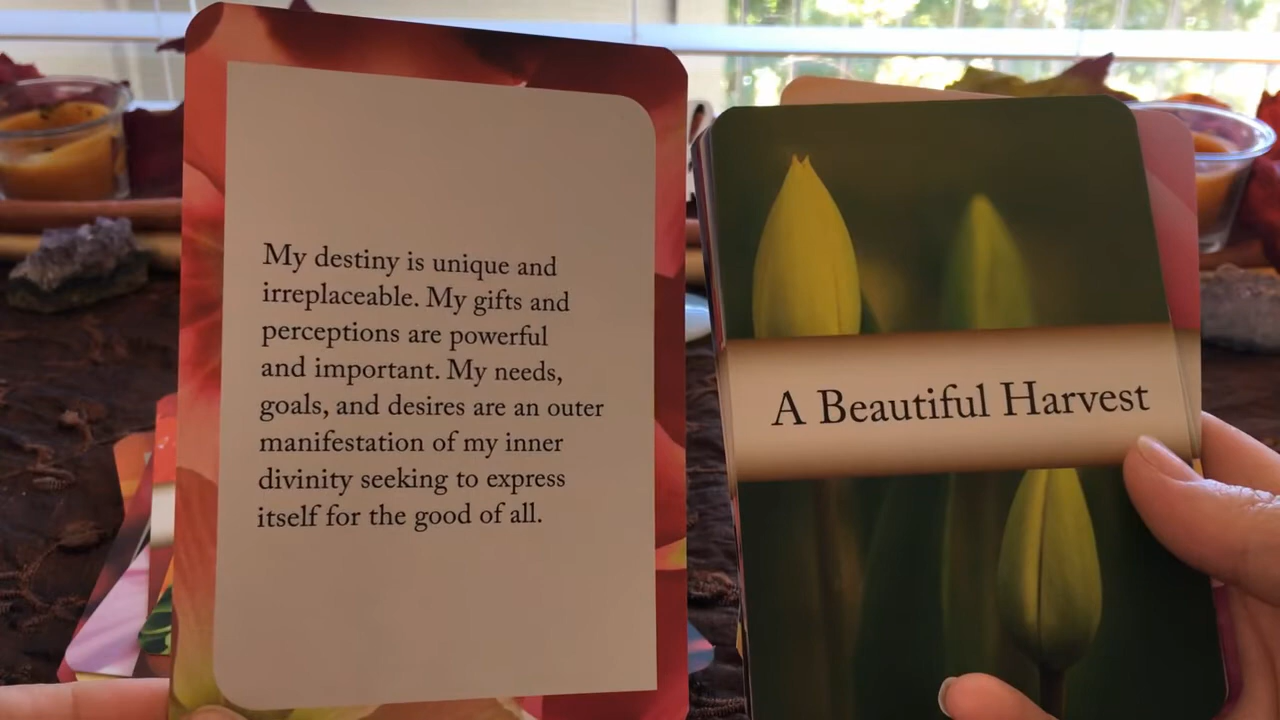 My destiny is unique and
irreplaceable. My gifts and
perceptions are powerful
and important. My needs,
goals, and desires are an outer
manifestation of my inner
divinity seeking to express
itself for the good of all.
A Beautiful Harvest